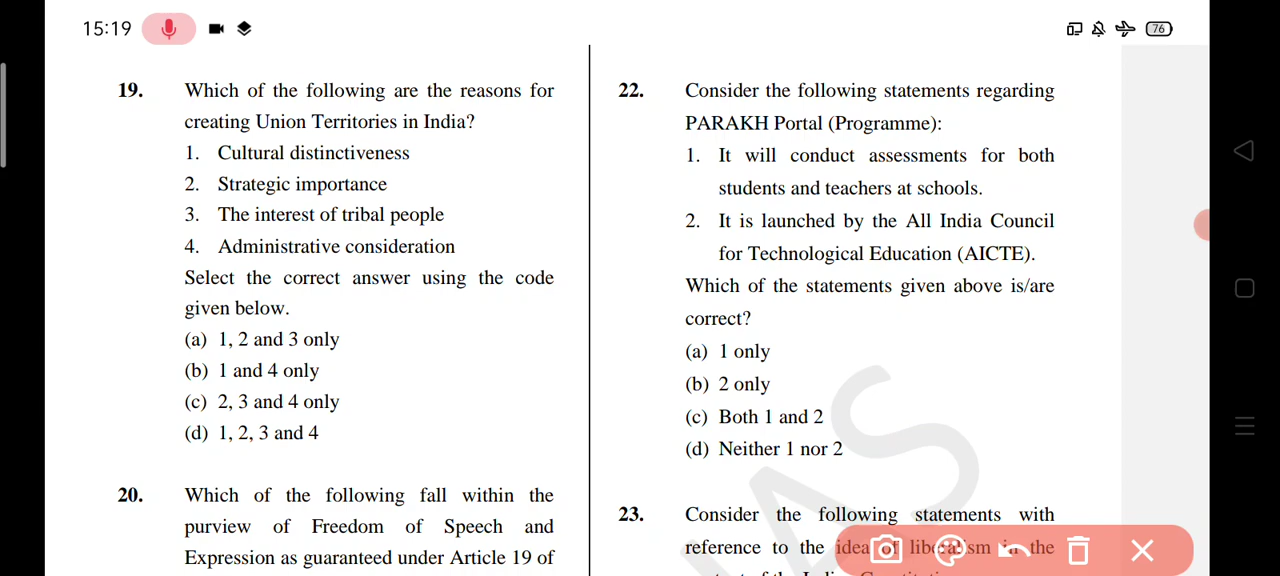 15:19
76
19. Which of the following are the reasons for
creating Union Territories in India?
1. Cultural distinctiveness
2. Strategic importance
3. The interest of tribal people
4. Administrative consideration
Select the correct answer using the code
given below.
(a) 1, 2 and 3 only
(b) 1 and 4 only
(c) 2, 3 and 4 only
(d) 1, 2, 3 and 4
20. Which of the following fall within the
purview of Freedom of Speech and
Expression as guaranteed under Article 19 of
22. Consider the following statements regarding
PARAKH Portal (Programme):
1. It will conduct assessments for both
students and teachers at schools.
2. It is launched by the All India Council
for Technological Education (AICTE).
Which of the statements given above is/are
correct?
(a) 1 only
(b) 2 only
(c) Both 1 and 2
(d) Neither 1 nor 2
23. Consider the following statements with
reference to the idea of liberalism in the
AS